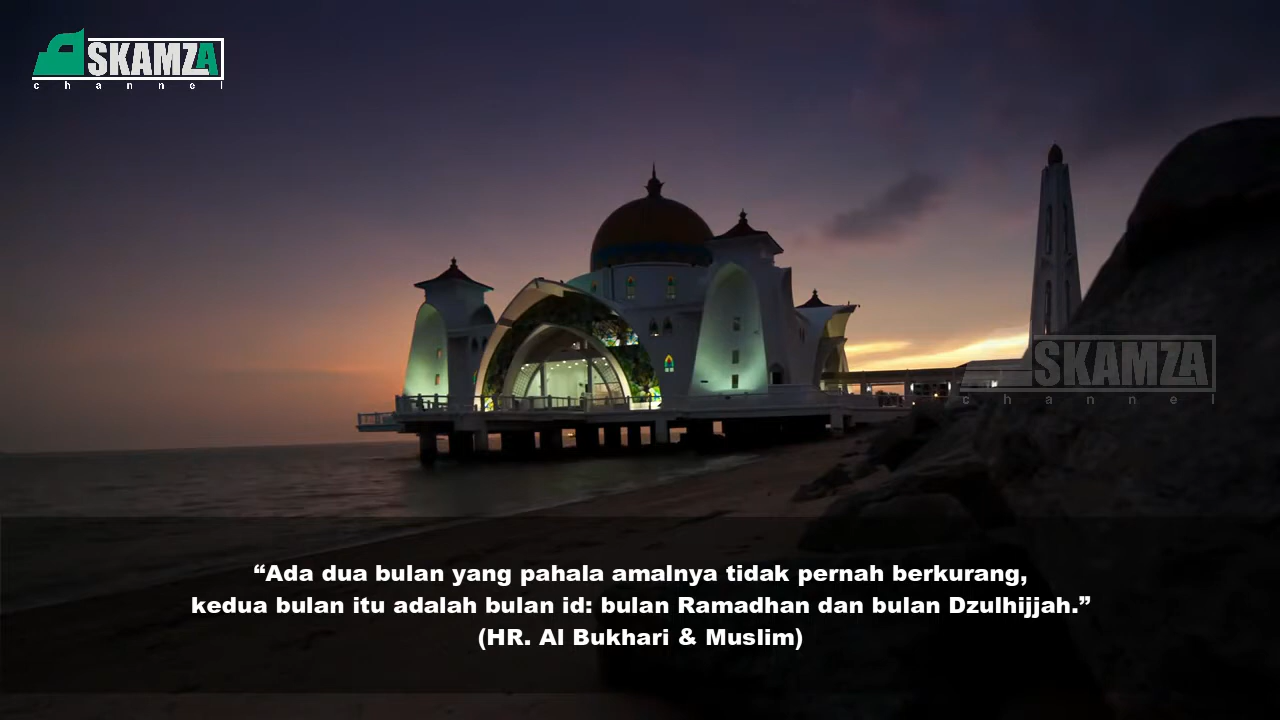 SKAMZA
channel
SKAMZA
channel
“Ada dua bulan yang pahala amalnya tidak pernah berkurang,
kedua bulan itu adalah bulan id: bulan Ramadhan dan bulan Dzulhijjah.”
(HR. Al Bukhari & Muslim)